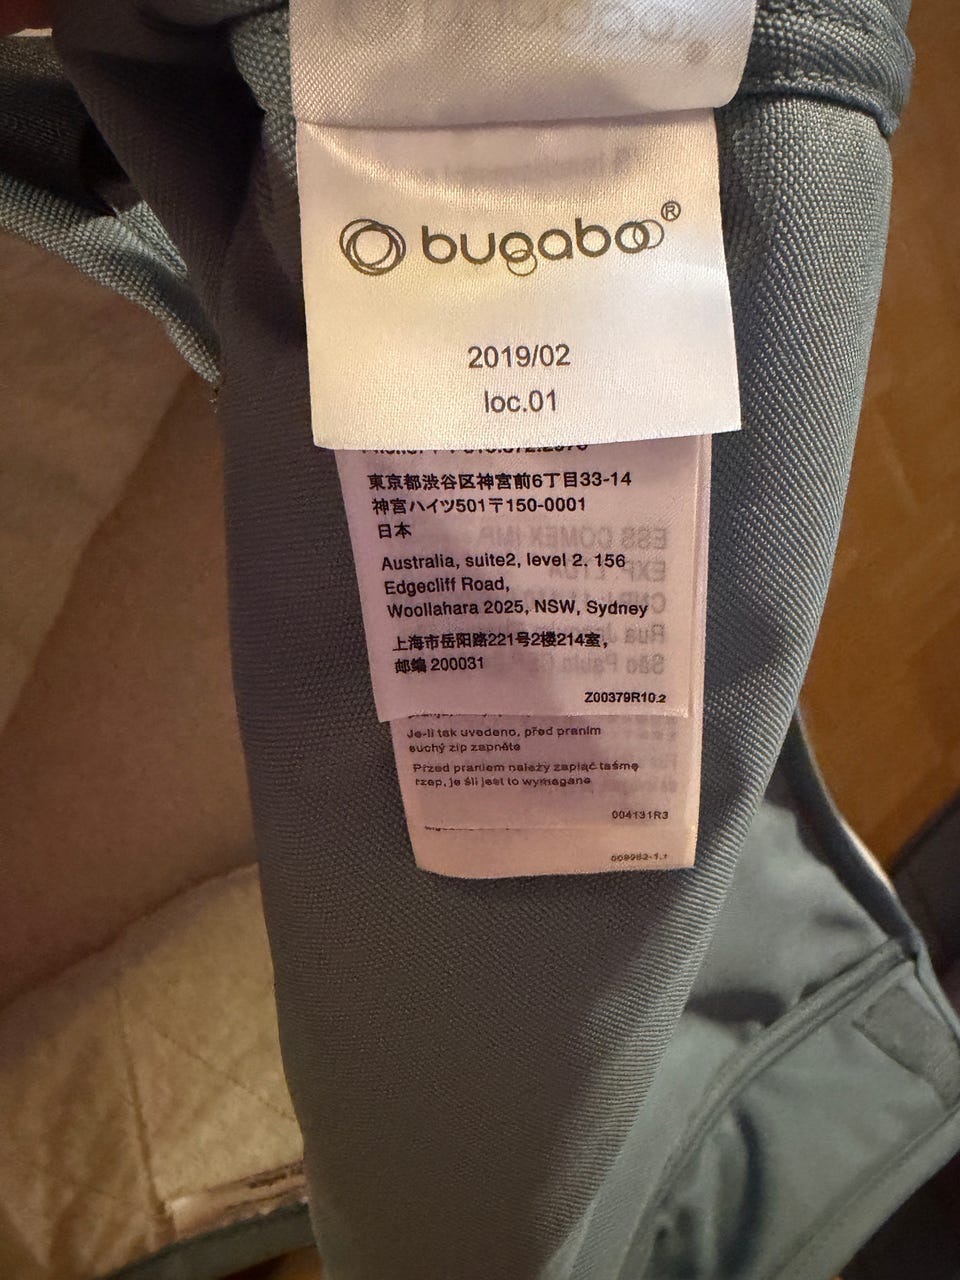 bugaboo®
2019/02
loc.01
東京都渋谷区神宮前6丁目33-14
神宮ハイツ501〒150-0001
日本
Australia, suite2, level 2. 156
Edgecliff Road,
Woollahara 2025, NSW, Sydney
上海市岳阳路221号2楼214室，
邮编 200031
Z00379R10.2
Je-li tak uvedeno, před praním
suchý zip zapněte
Przed praniem należy zapiąć taśmę
rzep, je śli jest to wymagane
004131R3